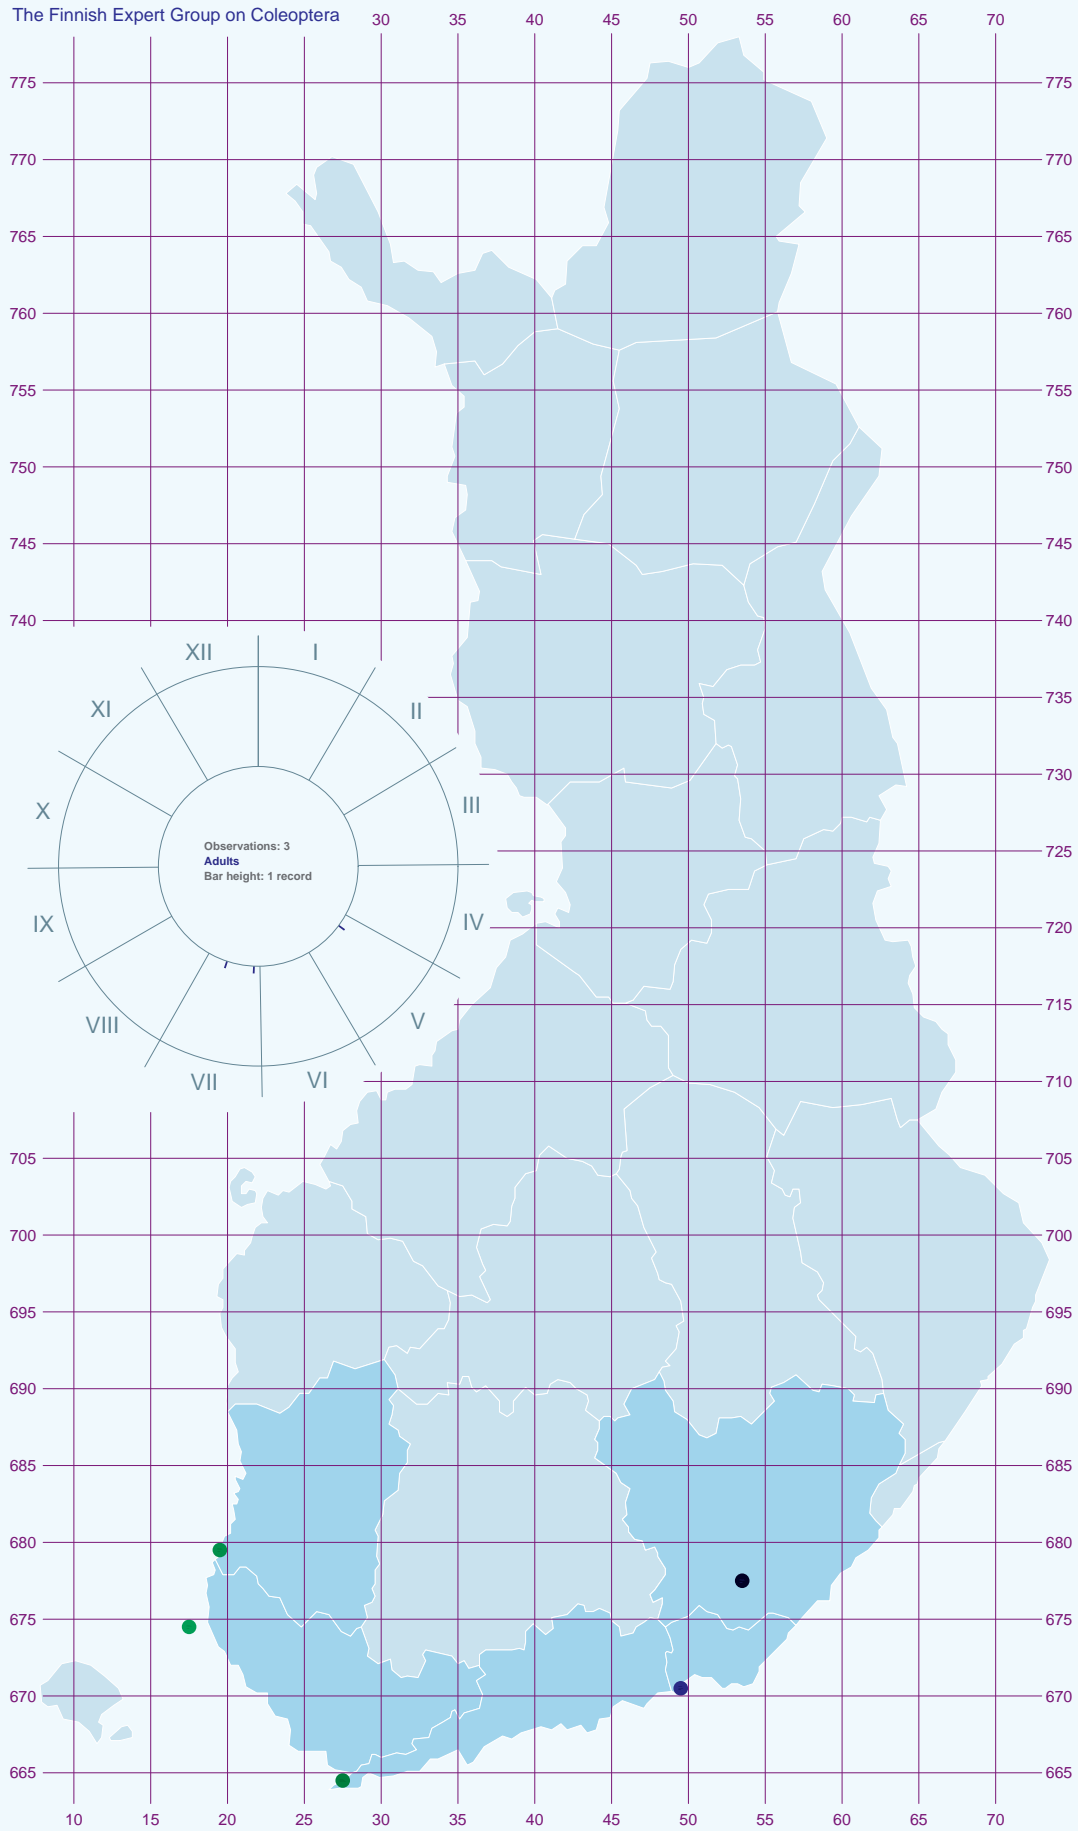 The Finnish Expert Group on Coleoptera 30 35 40 45 50 55 60 65 70
775 775
770 770
765 765
760 760
755 755
750 750
745 745
740 740
XII I
XI II
735
730
X III
725
Observations: 3
Adults
Bar height: 1 record
IX IV 720
VIII V
715
VII VI
710
705 705
700 700
695 695
690 690
685 685
680 680
675 675
670 670
665 665
10 15 20 25 30 35 40 45 50 55 60 65 70